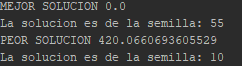 MEJOR SOLUCION 0.0
La solucion es de la semilla: 55
PEOR SOLUCION 420.0660693605529
La solucion es de la semilla: 10